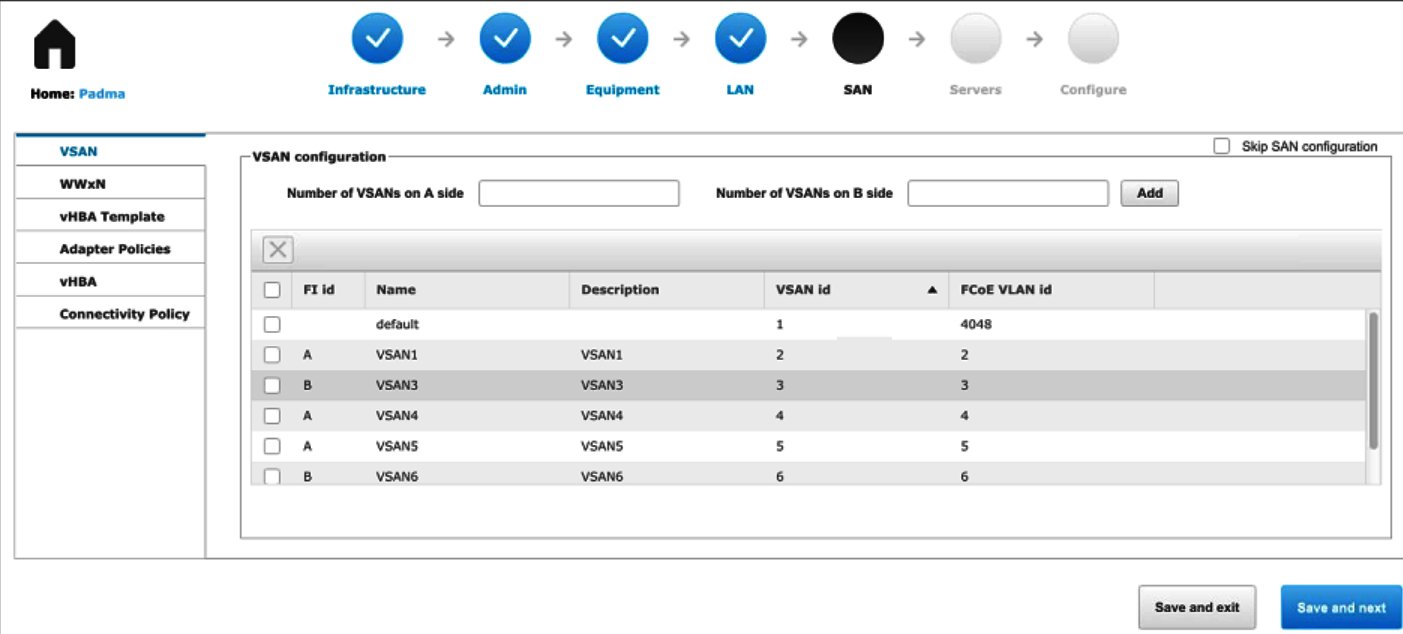 Home: Padma
Infrastructure Admin Equipment LAN SAN Servers Configure
VSAN
WWxN
vHBA Template
Adapter Policies
vHBA
Connectivity Policy
Skip SAN configuration
VSAN configuration
Number of VSANs on A side Number of VSANs on B side Add
FI id Name Description VSAN id FCoE VLAN id
default 1 4048
A VSAN1 VSAN1 2 2
B VSAN3 VSAN3 3 3
A VSAN4 VSAN4 4 4
A VSAN5 VSAN5 5 5
B VSAN6 VSAN6 6 6
Save and exit Save and next